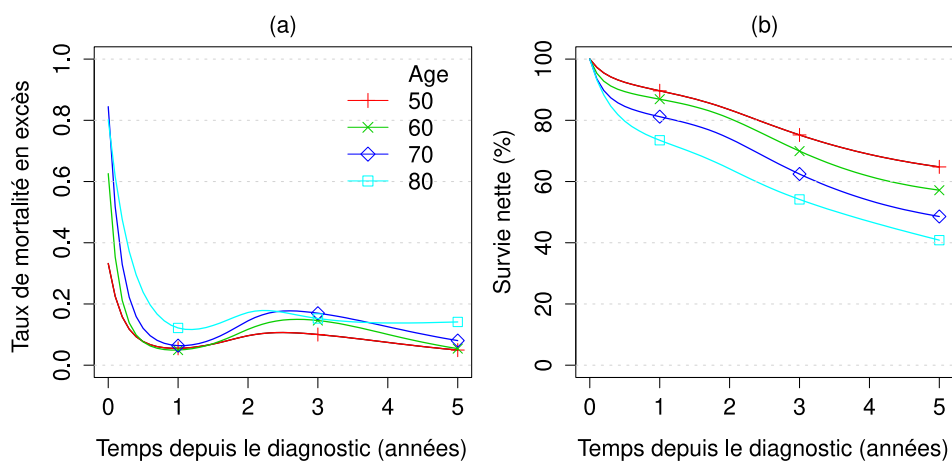 (a)
Taux de mortalité en excès
1.0
0.8
0.6
0.4
0.2
0.0
Age
50
60
70
80
0 1 2 3 4 5
Temps depuis le diagnostic (années)
(b)
Survie nette (%)
100
80
60
40
20
0
0 1 2 3 4 5
Temps depuis le diagnostic (années)